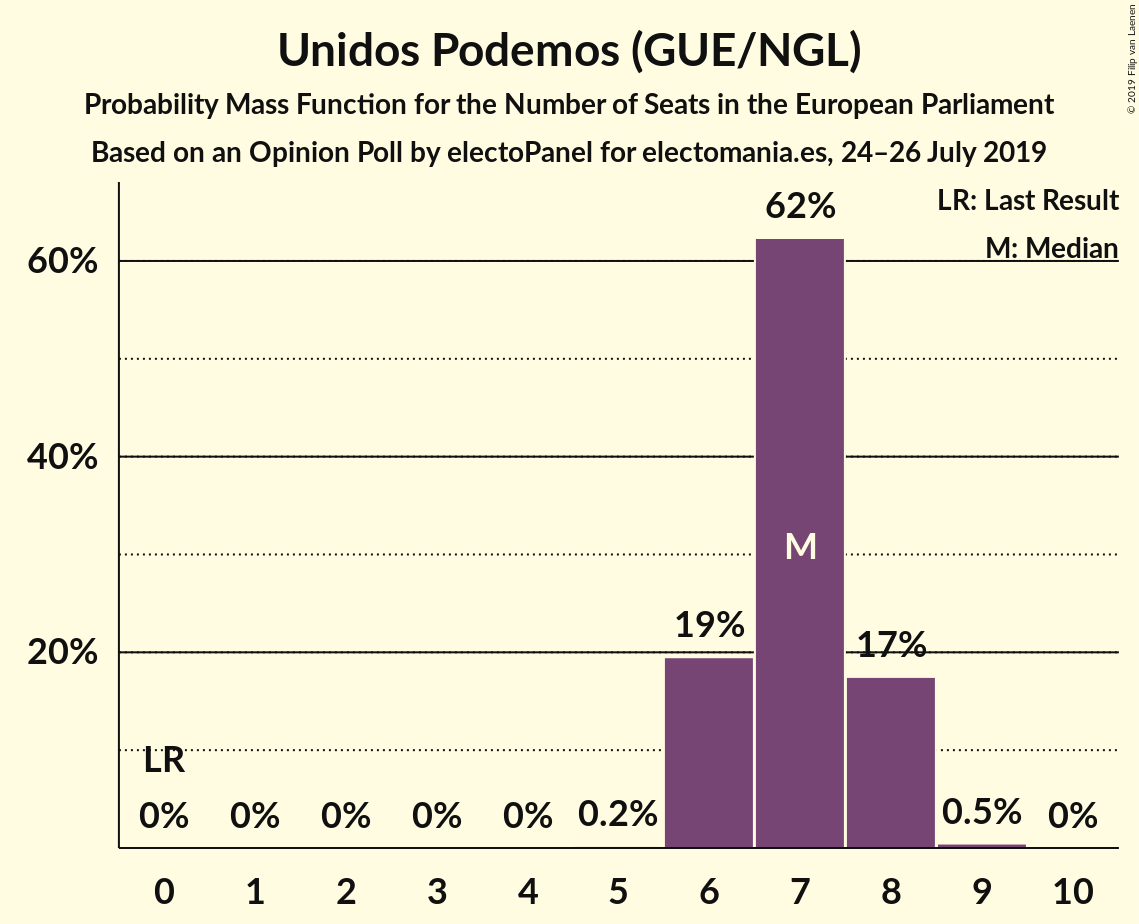 Unidos Podemos (GUE/NGL)
Probability Mass Function for the Number of Seats in the European Parliament
Based on an Opinion Poll by electoPanel for electomania.es, 24–26 July 2019
© 2019 Filip van Laenen
LR: Last Result
M: Median
62%
60%
40%
M
19%
17%
20%
LR
0% 0% 0% 0% 0% 0.2% 0.5% 0%
0 1 2 3 4 5 6 7 8 9 10